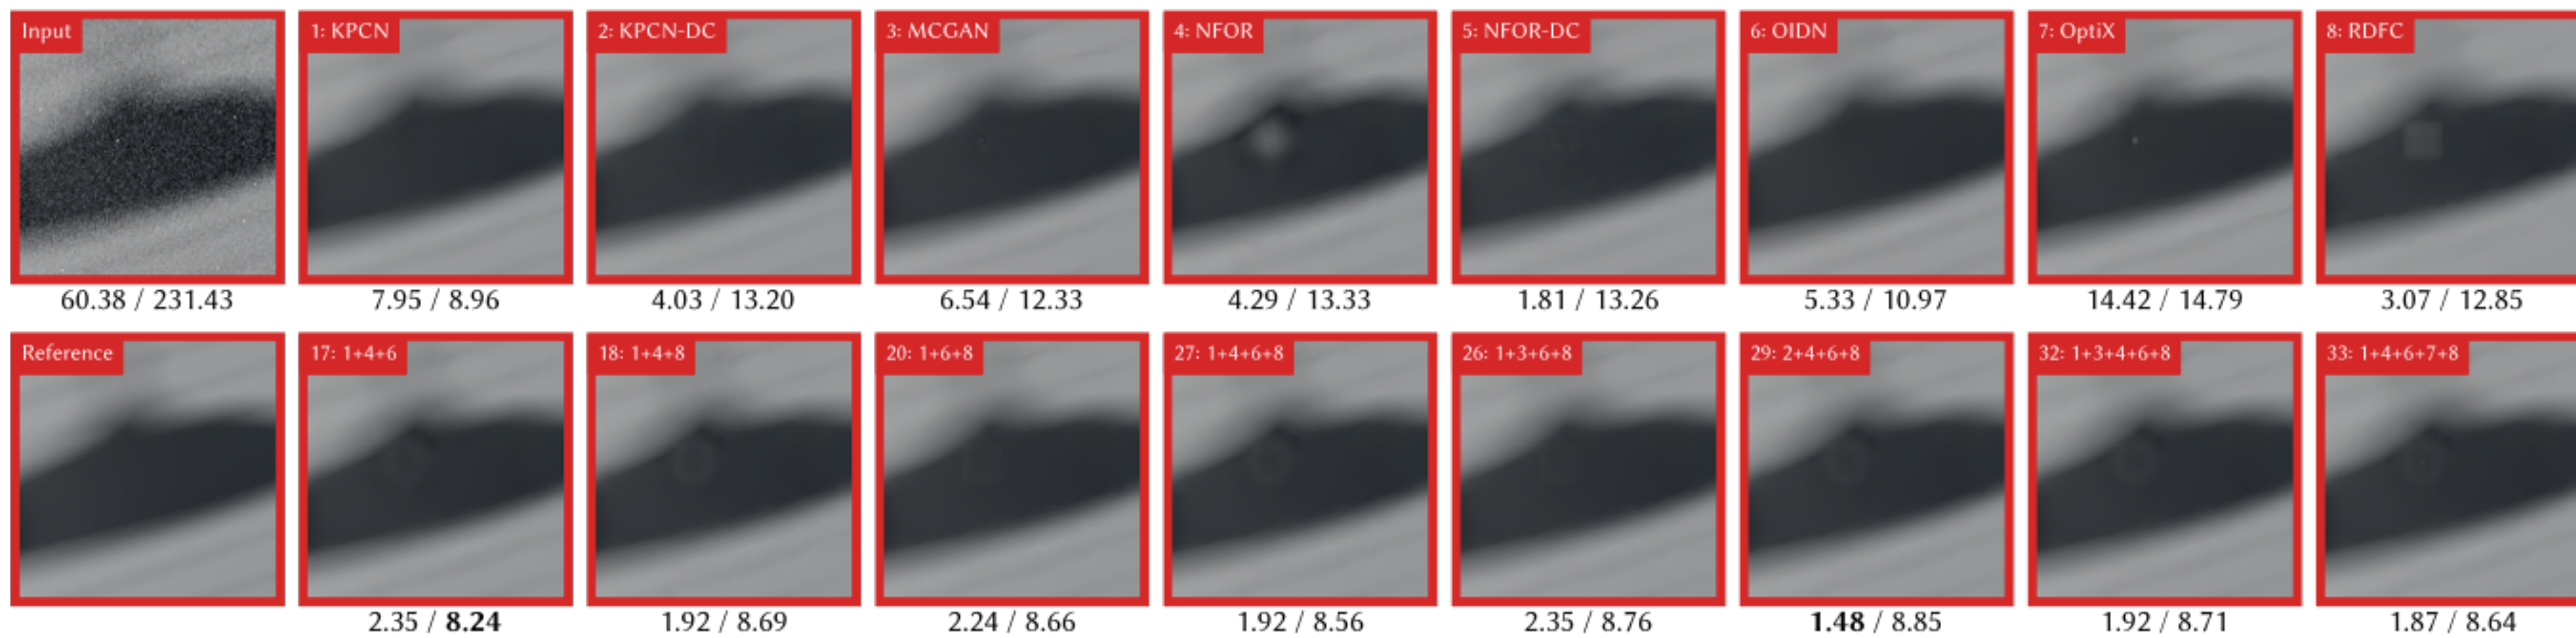 Input
1: KPCN
2: KPCN-DC
3: MCGAN
4: NFOR
5: NFOR-DC
6: OIDN
7: OptiX
8: RDFC
60.38 / 231.43
7.95 / 8.96
4.03 / 13.20
6.54 / 12.33
4.29 / 13.33
1.81 / 13.26
5.33 / 10.97
14.42 / 14.79
3.07 / 12.85
Reference
17: 1+4+6
18: 1+4+8
20: 1+6+8
27: 1+4+6+8
26: 1+3+6+8
29: 2+4+6+8
32: 1+3+4+6+8
33: 1+4+6+7+8
2.35 / 8.24
1.92 / 8.69
2.24 / 8.66
1.92 / 8.56
2.35 / 8.76
1.48 / 8.85
1.92 / 8.71
1.87 / 8.64